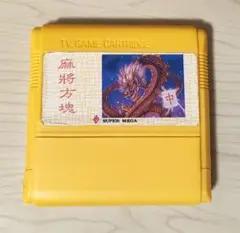 TV GAME CARTRIDGE
麻將方塊
中
SUPER MEGA